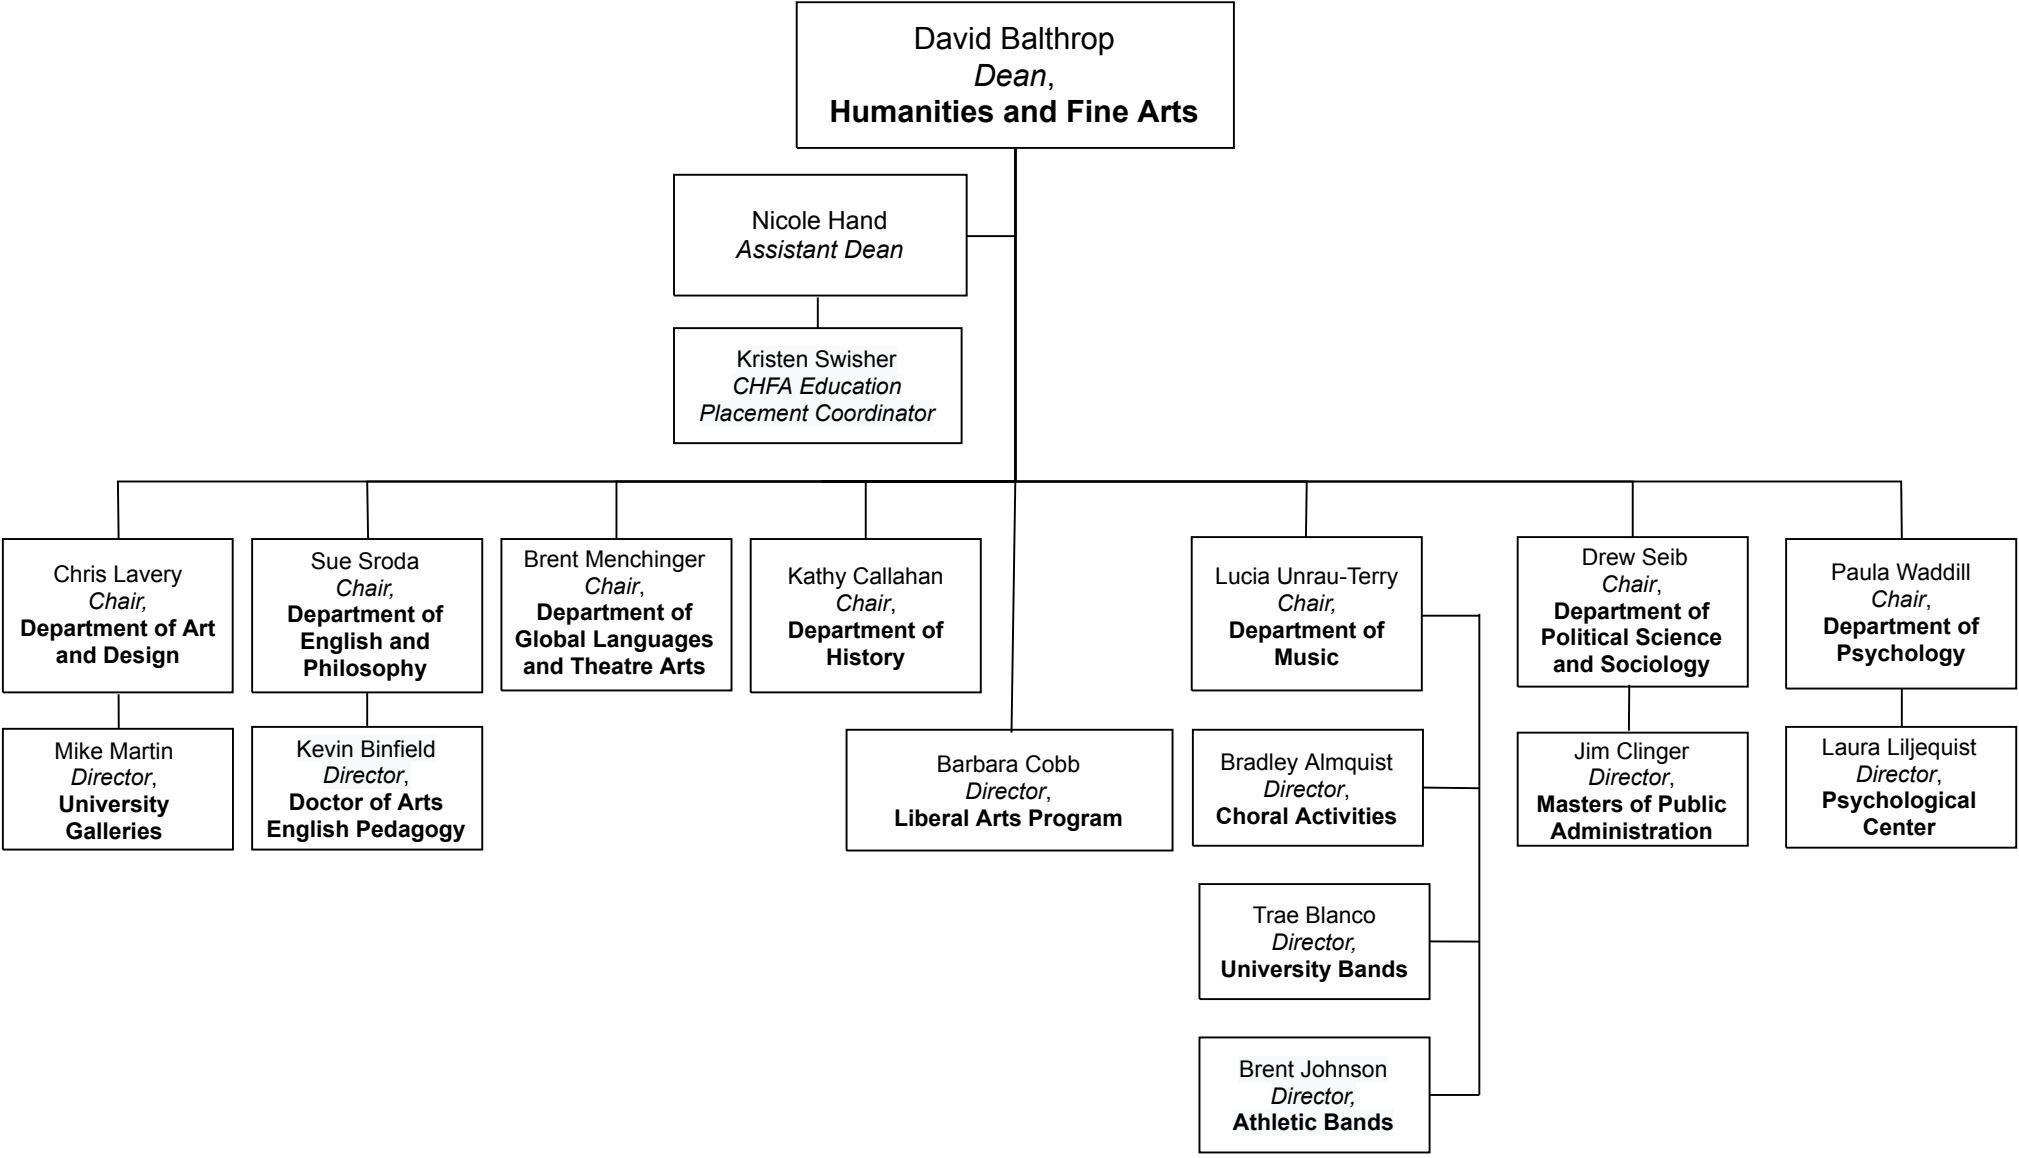 David Balthrop
Dean,
Humanities and Fine Arts
Nicole Hand
Assistant Dean
Kristen Swisher
CHFA Education
Placement Coordinator
Chris Lavery
Chair,
Department of Art
and Design
Sue Sroda
Chair,
Department of
English and
Philosophy
Brent Menchinger
Chair,
Department of
Global Languages
and Theatre Arts
Kathy Callahan
Chair,
Department of
History
Lucia Unrau-Terry
Chair,
Department of
Music
Drew Seib
Chair,
Department of
Political Science
and Sociology
Paula Waddill
Chair,
Department of
Psychology
Mike Martin
Director,
University
Galleries
Kevin Binfield
Director,
Doctor of Arts
English Pedagogy
Barbara Cobb
Director,
Liberal Arts Program
Bradley Almquist
Director,
Choral Activities
Jim Clinger
Director,
Masters of Public
Administration
Laura Liljequist
Director,
Psychological
Center
Trae Blanco
Director,
University Bands
Brent Johnson
Director,
Athletic Bands